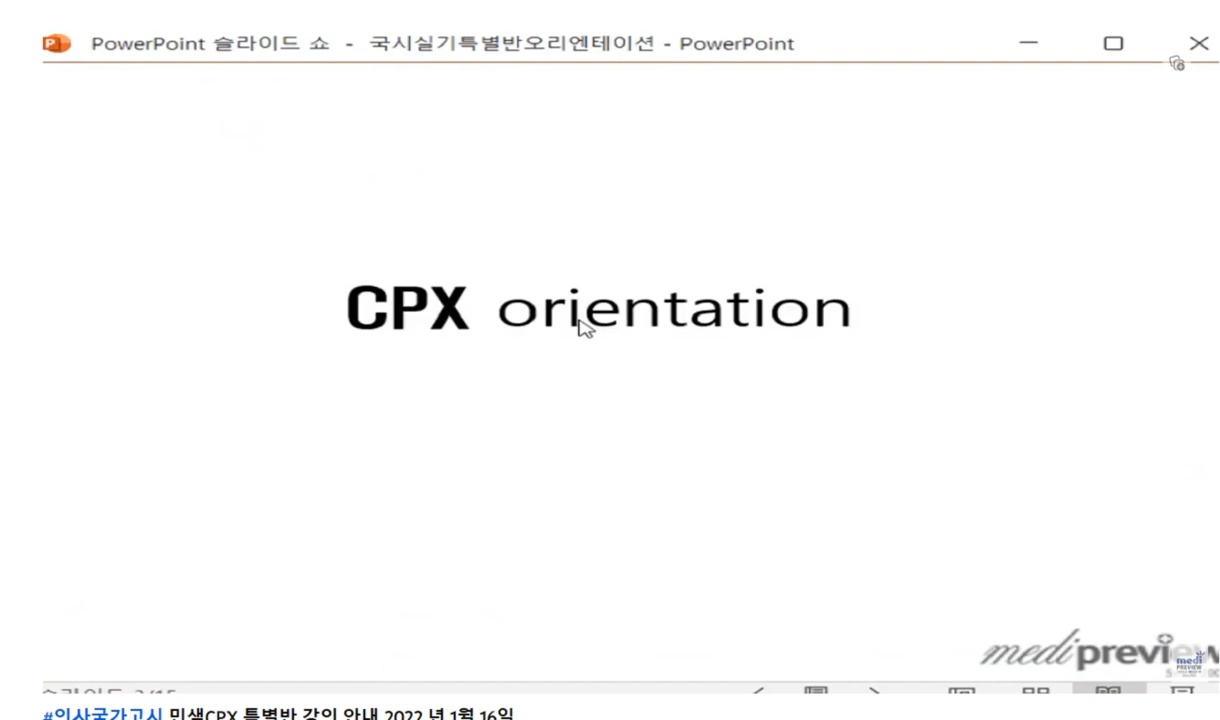 PowerPoint 슬라이드 쇼 - 국시실기특별반오리엔테이션 - PowerPoint
CPX orientation
medipreview
medi
PREVIEW
#의사국가고시 민색CPX 특별반 강의 안내 2022 년 1월 16일